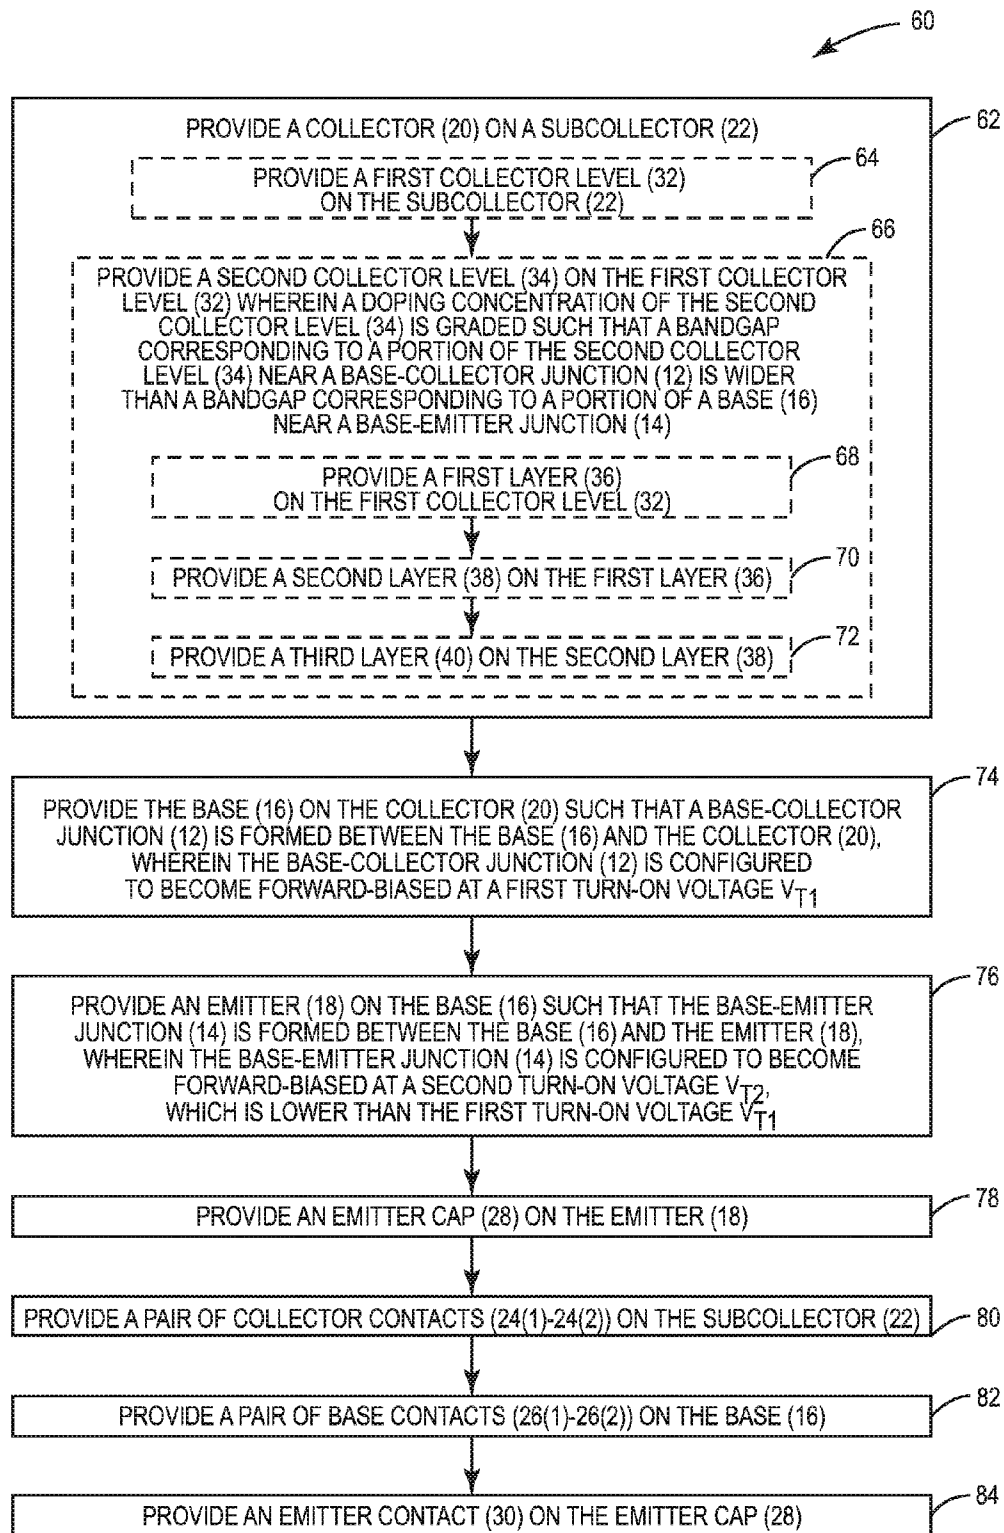 60
PROVIDE A COLLECTOR (20) ON A SUBCOLLECTOR (22)
62
PROVIDE A FIRST COLLECTOR LEVEL (32)
ON THE SUBCOLLECTOR (22)
64
66
PROVIDE A SECOND COLLECTOR LEVEL (34) ON THE FIRST COLLECTOR
LEVEL (32) WHEREIN A DOPING CONCENTRATION OF THE SECOND
COLLECTOR LEVEL (34) IS GRADED SUCH THAT A BANDGAP
CORRESPONDING TO A PORTION OF THE SECOND COLLECTOR
LEVEL (34) NEAR A BASE-COLLECTOR JUNCTION (12) IS WIDER
THAN A BANDGAP CORRESPONDING TO A PORTION OF A BASE (16)
NEAR A BASE-EMITTER JUNCTION (14)
68
PROVIDE A FIRST LAYER (36)
ON THE FIRST COLLECTOR LEVEL (32)
70
PROVIDE A SECOND LAYER (38) ON THE FIRST LAYER (36)
72
PROVIDE A THIRD LAYER (40) ON THE SECOND LAYER (38)
74
PROVIDE THE BASE (16) ON THE COLLECTOR (20) SUCH THAT A BASE-COLLECTOR
JUNCTION (12) IS FORMED BETWEEN THE BASE (16) AND THE COLLECTOR (20),
WHEREIN THE BASE-COLLECTOR JUNCTION (12) IS CONFIGURED
TO BECOME FORWARD-BIASED AT A FIRST TURN-ON VOLTAGE VT1
76
PROVIDE AN EMITTER (18) ON THE BASE (16) SUCH THAT THE BASE-EMITTER
JUNCTION (14) IS FORMED BETWEEN THE BASE (16) AND THE EMITTER (18),
WHEREIN THE BASE-EMITTER JUNCTION (14) IS CONFIGURED TO BECOME
FORWARD-BIASED AT A SECOND TURN-ON VOLTAGE VT2,
WHICH IS LOWER THAN THE FIRST TURN-ON VOLTAGE VT1
78
PROVIDE AN EMITTER CAP (28) ON THE EMITTER (18)
PROVIDE A PAIR OF COLLECTOR CONTACTS (24(1)-24(2)) ON THE SUBCOLLECTOR (22)
80
82
PROVIDE A PAIR OF BASE CONTACTS (26(1)-26(2)) ON THE BASE (16)
84
PROVIDE AN EMITTER CONTACT (30) ON THE EMITTER CAP (28)